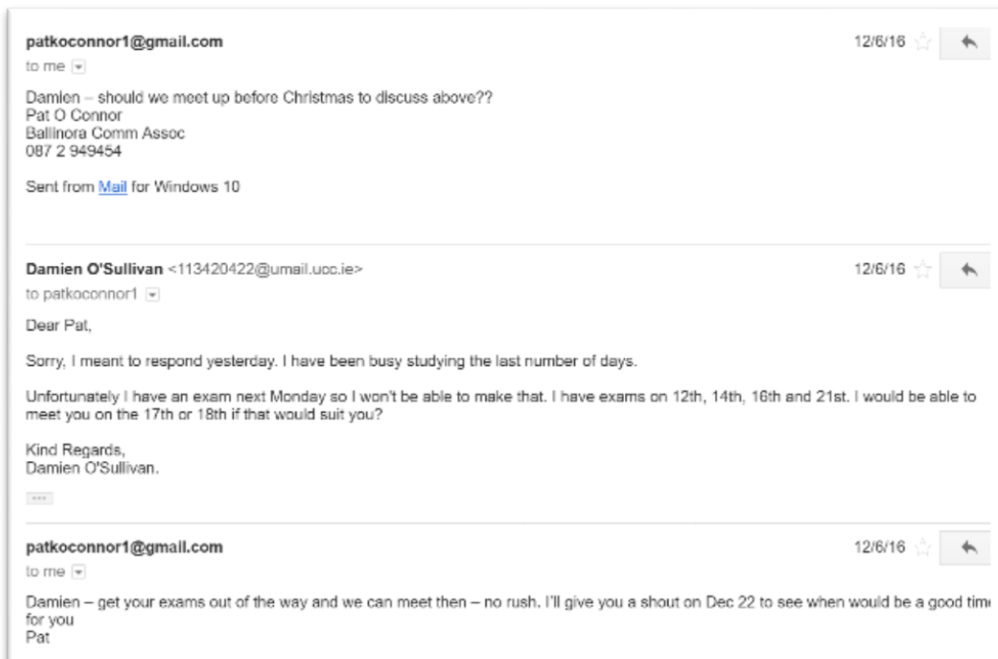 patkoconnor1@gmail.com 12/6/16
to me
Damien – should we meet up before Christmas to discuss above??
Pat O Connor
Ballinora Comm Assoc
087 2 949454
Sent from Mail for Windows 10
Damien O'Sullivan <113420422@umail.ucc.ie> 12/6/16
to patkoconnor1
Dear Pat,
Sorry, I meant to respond yesterday. I have been busy studying the last number of days.
Unfortunately I have an exam next Monday so I won't be able to make that. I have exams on 12th, 14th, 16th and 21st. I would be able to
meet you on the 17th or 18th if that would suit you?
Kind Regards,
Damien O'Sullivan.
patkoconnor1@gmail.com 12/6/16
to me
Damien – get your exams out of the way and we can meet then – no rush. I'll give you a shout on Dec 22 to see when would be a good time
for you
Pat